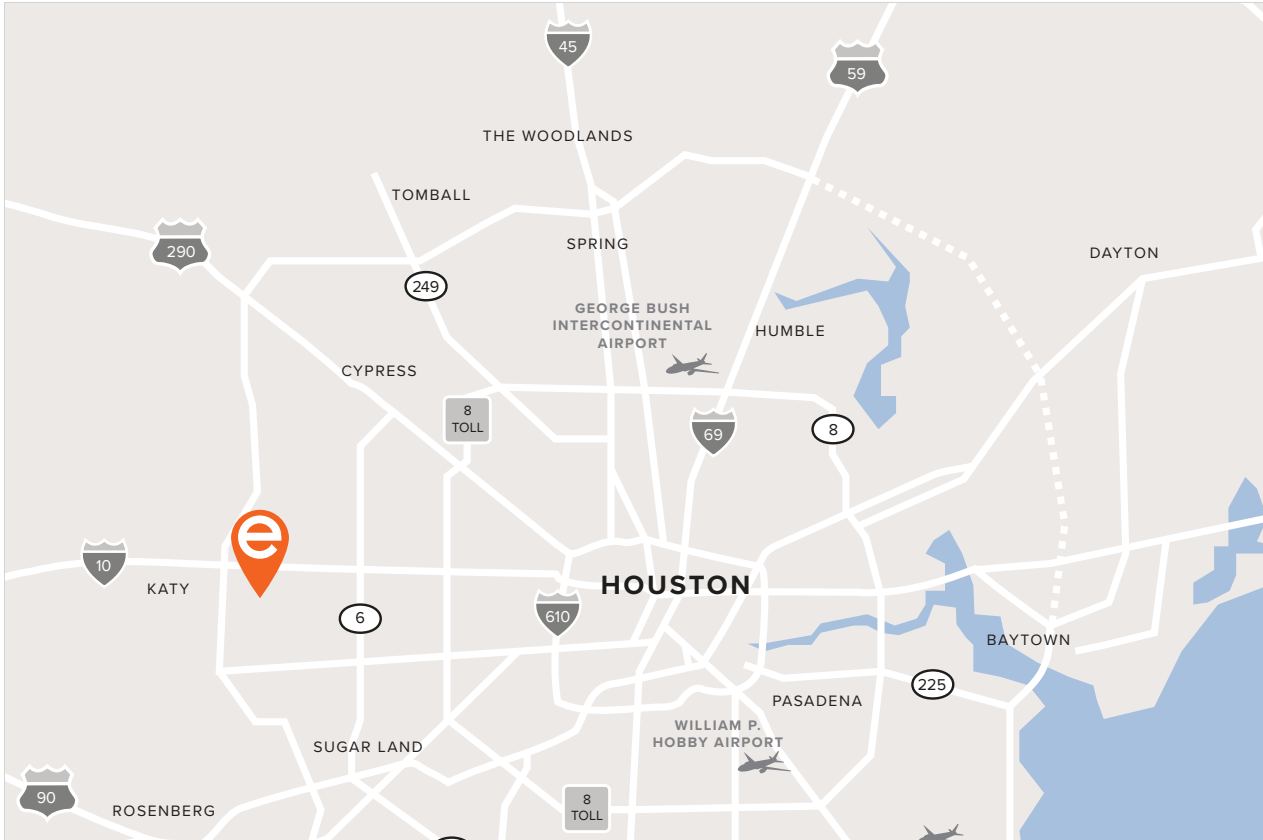 45
59
THE WOODLANDS
TOMBALL
SPRING
290
DAYTON
249
GEORGE BUSH
INTERCONTINENTAL
AIRPORT
HUMBLE
CYPRESS
8
TOLL
69
8
e
10
KATY
HOUSTON
6
610
BAYTOWN
225
PASADENA
WILLIAM P.
HOBBY AIRPORT
SUGAR LAND
90
ROSENBERG
8
TOLL